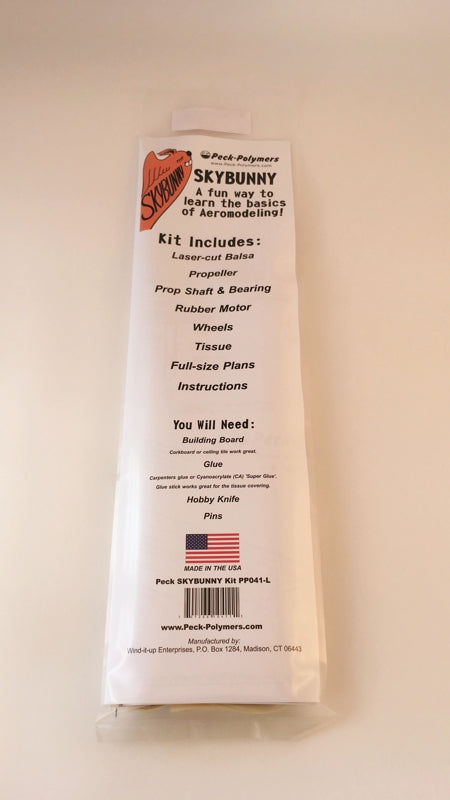 Peck-Polymers
www.Peck-Polymers.com
THE
SKYBUNNY
SKYBUNNY
A fun way to
learn the basics
of Aeromodeling!
Kit Includes:
Laser-cut Balsa
Propeller
Prop Shaft & Bearing
Rubber Motor
Wheels
Tissue
Full-size Plans
Instructions
You Will Need:
Building Board
Corkboard or ceiling tile work great.
Glue
Carpenters glue or Cyanoacrylate (CA) 'Super Glue'.
Glue stick works great for the tissue covering.
Hobby Knife
Pins
MADE IN THE USA
Peck SKYBUNNY Kit PP041-L
www.Peck-Polymers.com
Manufactured by:
Wind-it-up Enterprises, P.O. Box 1284, Madison, CT 06443